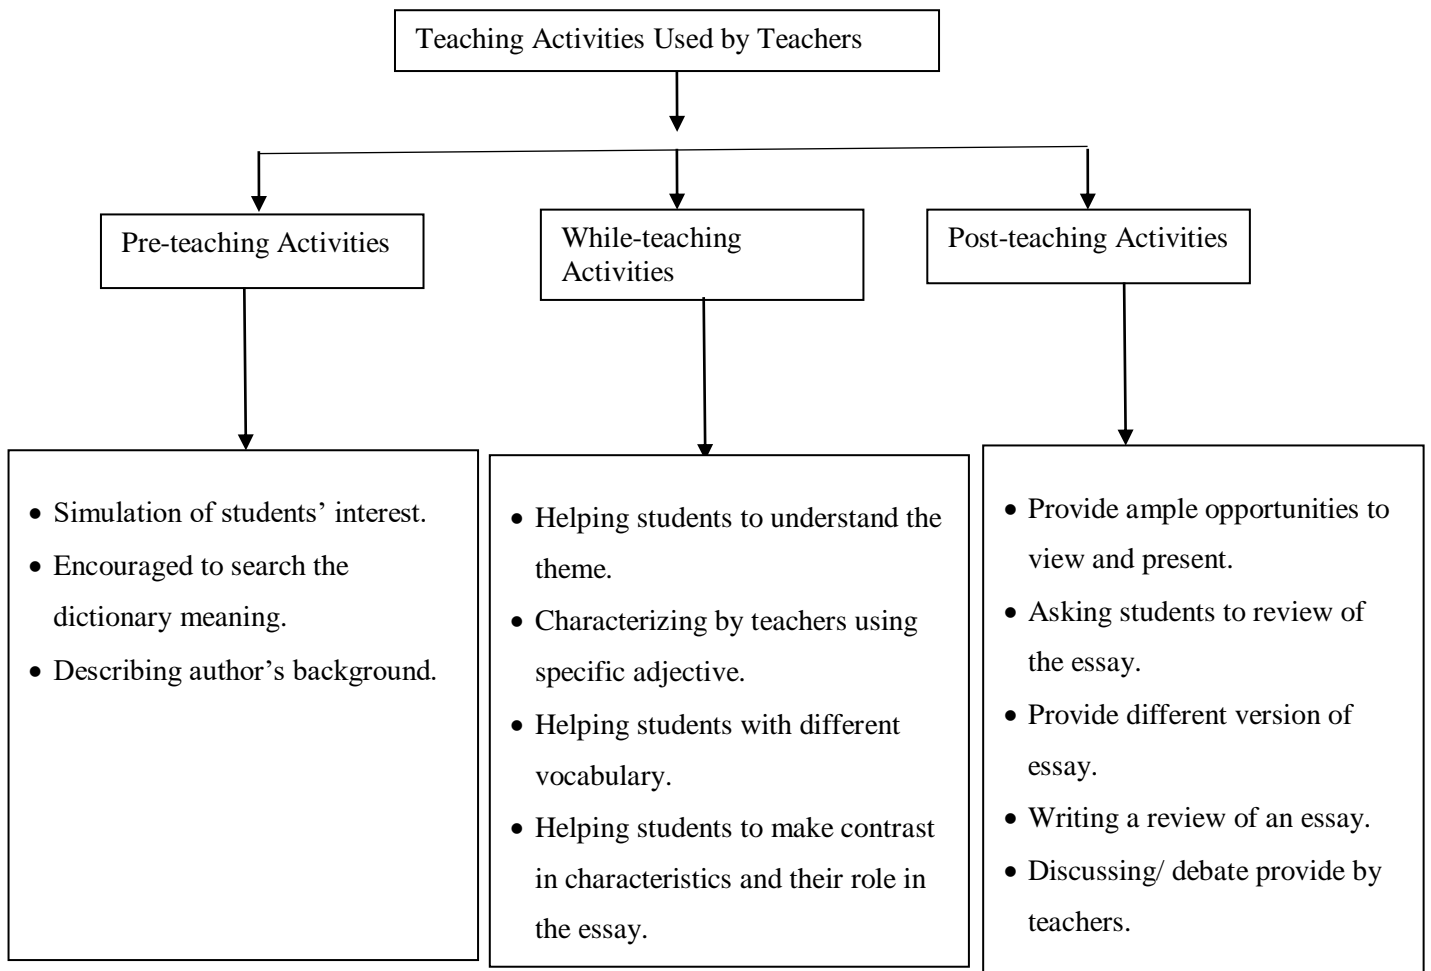 Teaching Activities Used by Teachers
Pre-teaching Activities
While-teaching
Activities
Post-teaching Activities
• Simulation of students’ interest.
• Encouraged to search the
dictionary meaning.
• Describing author’s background.
• Helping students to understand the
theme.
• Characterizing by teachers using
specific adjective.
• Helping students with different
vocabulary.
• Helping students to make contrast
in characteristics and their role in
the essay.
• Provide ample opportunities to
view and present.
• Asking students to review of
the essay.
• Provide different version of
essay.
• Writing a review of an essay.
• Discussing/ debate provide by
teachers.